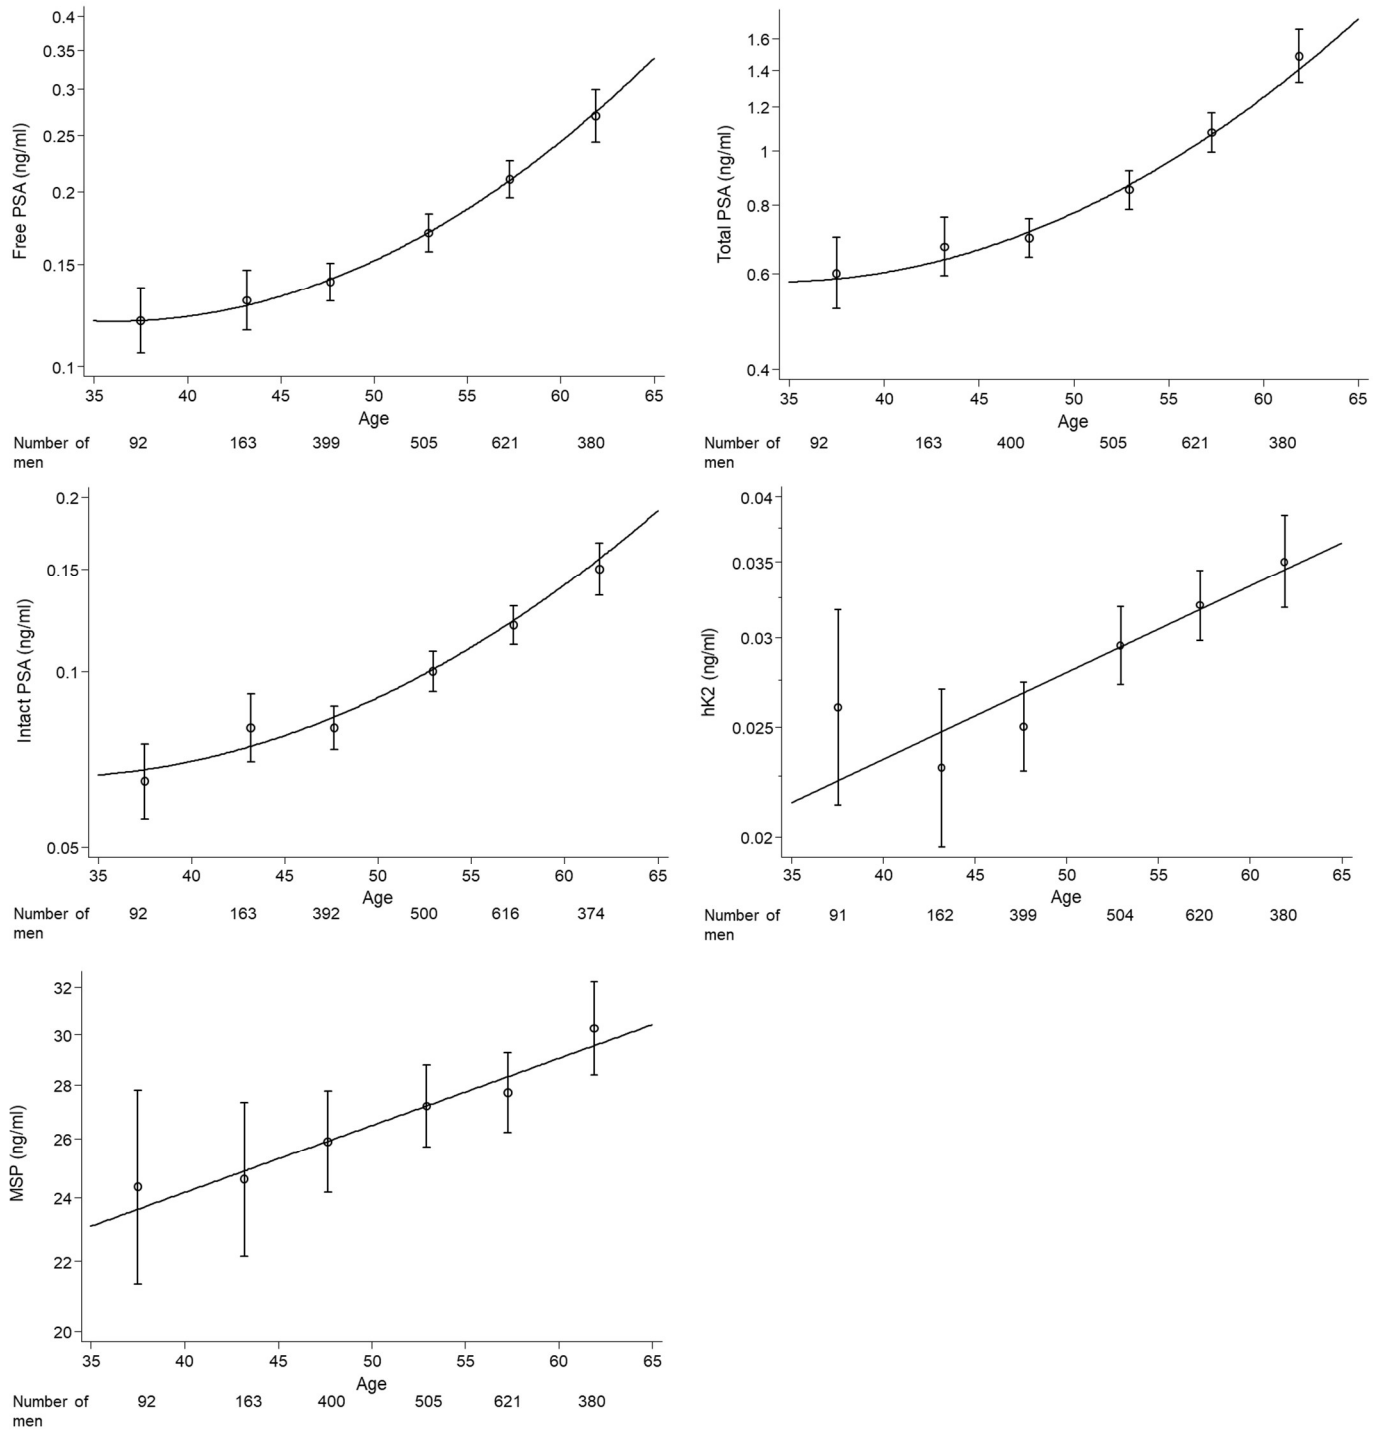 Free PSA (ng/ml)
0.4
0.35
0.3
0.25
0.2
0.15
0.1
35 40 45 50 55 60 65
Age
Number of men 92 163 399 505 621 380
Total PSA (ng/ml)
1.6
1.4
1.2
1
0.8
0.6
0.4
35 40 45 50 55 60 65
Age
Number of men 92 163 400 505 621 380
Intact PSA (ng/ml)
0.2
0.15
0.1
0.05
35 40 45 50 55 60 65
Age
Number of men 92 163 392 500 616 374
hK2 (ng/ml)
0.04
0.035
0.03
0.025
0.02
35 40 45 50 55 60 65
Age
Number of men 91 162 399 504 620 380
MSP (ng/ml)
32
30
28
26
24
22
20
35 40 45 50 55 60 65
Age
Number of men 92 163 400 505 621 380